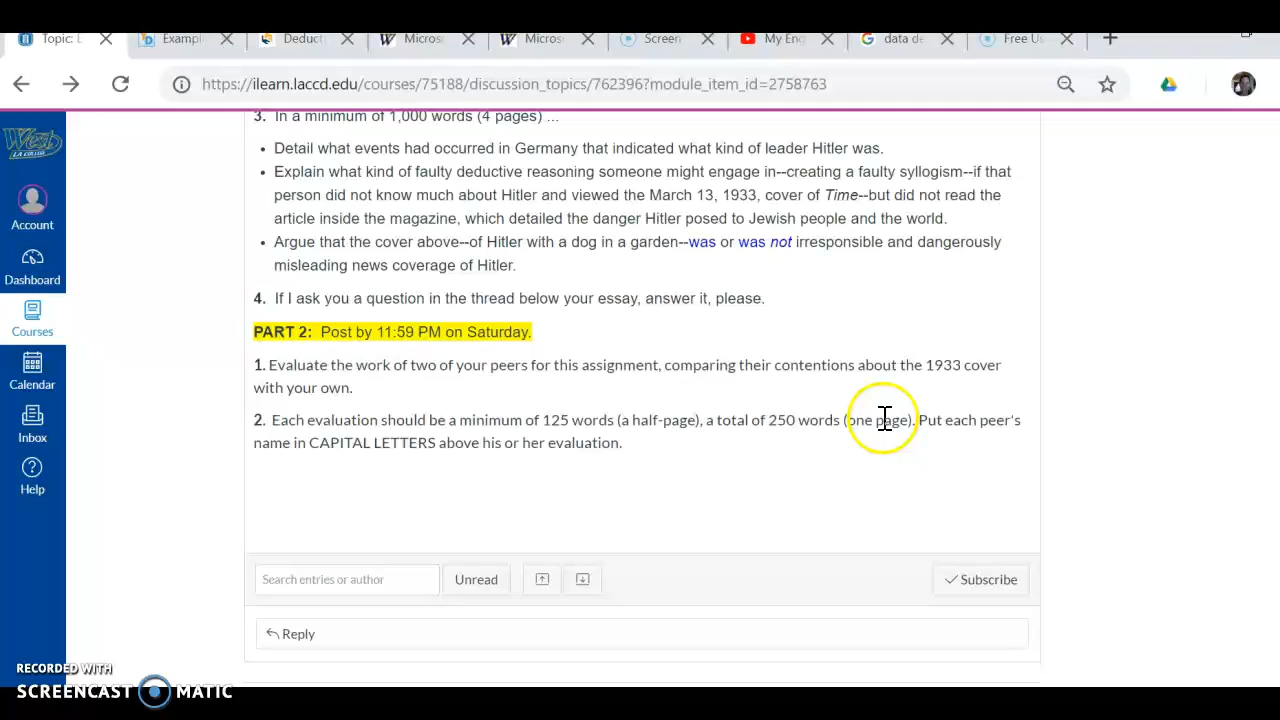 Topic: D
Exampl
Deducti
Micros
Micros
Screen
My Eng
data de
Free Us
https://ilearn.laccd.edu/courses/75188/discussion_topics/762396?module_item_id=2758763
West
LA COLLEGE
Account
Dashboard
Courses
Calendar
Inbox
Help
3. In a minimum of 1,000 words (4 pages) ...
• Detail what events had occurred in Germany that indicated what kind of leader Hitler was.
• Explain what kind of faulty deductive reasoning someone might engage in--creating a faulty syllogism--if that
person did not know much about Hitler and viewed the March 13, 1933, cover of Time--but did not read the
article inside the magazine, which detailed the danger Hitler posed to Jewish people and the world.
• Argue that the cover above--of Hitler with a dog in a garden--was or was not irresponsible and dangerously
misleading news coverage of Hitler.
4. If I ask you a question in the thread below your essay, answer it, please.
PART 2: Post by 11:59 PM on Saturday.
1. Evaluate the work of two of your peers for this assignment, comparing their contentions about the 1933 cover
with your own.
2. Each evaluation should be a minimum of 125 words (a half-page), a total of 250 words (one page). Put each peer's
name in CAPITAL LETTERS above his or her evaluation.
Search entries or author
Unread
Subscribe
Reply
RECORDED WITH
SCREENCAST MATIC